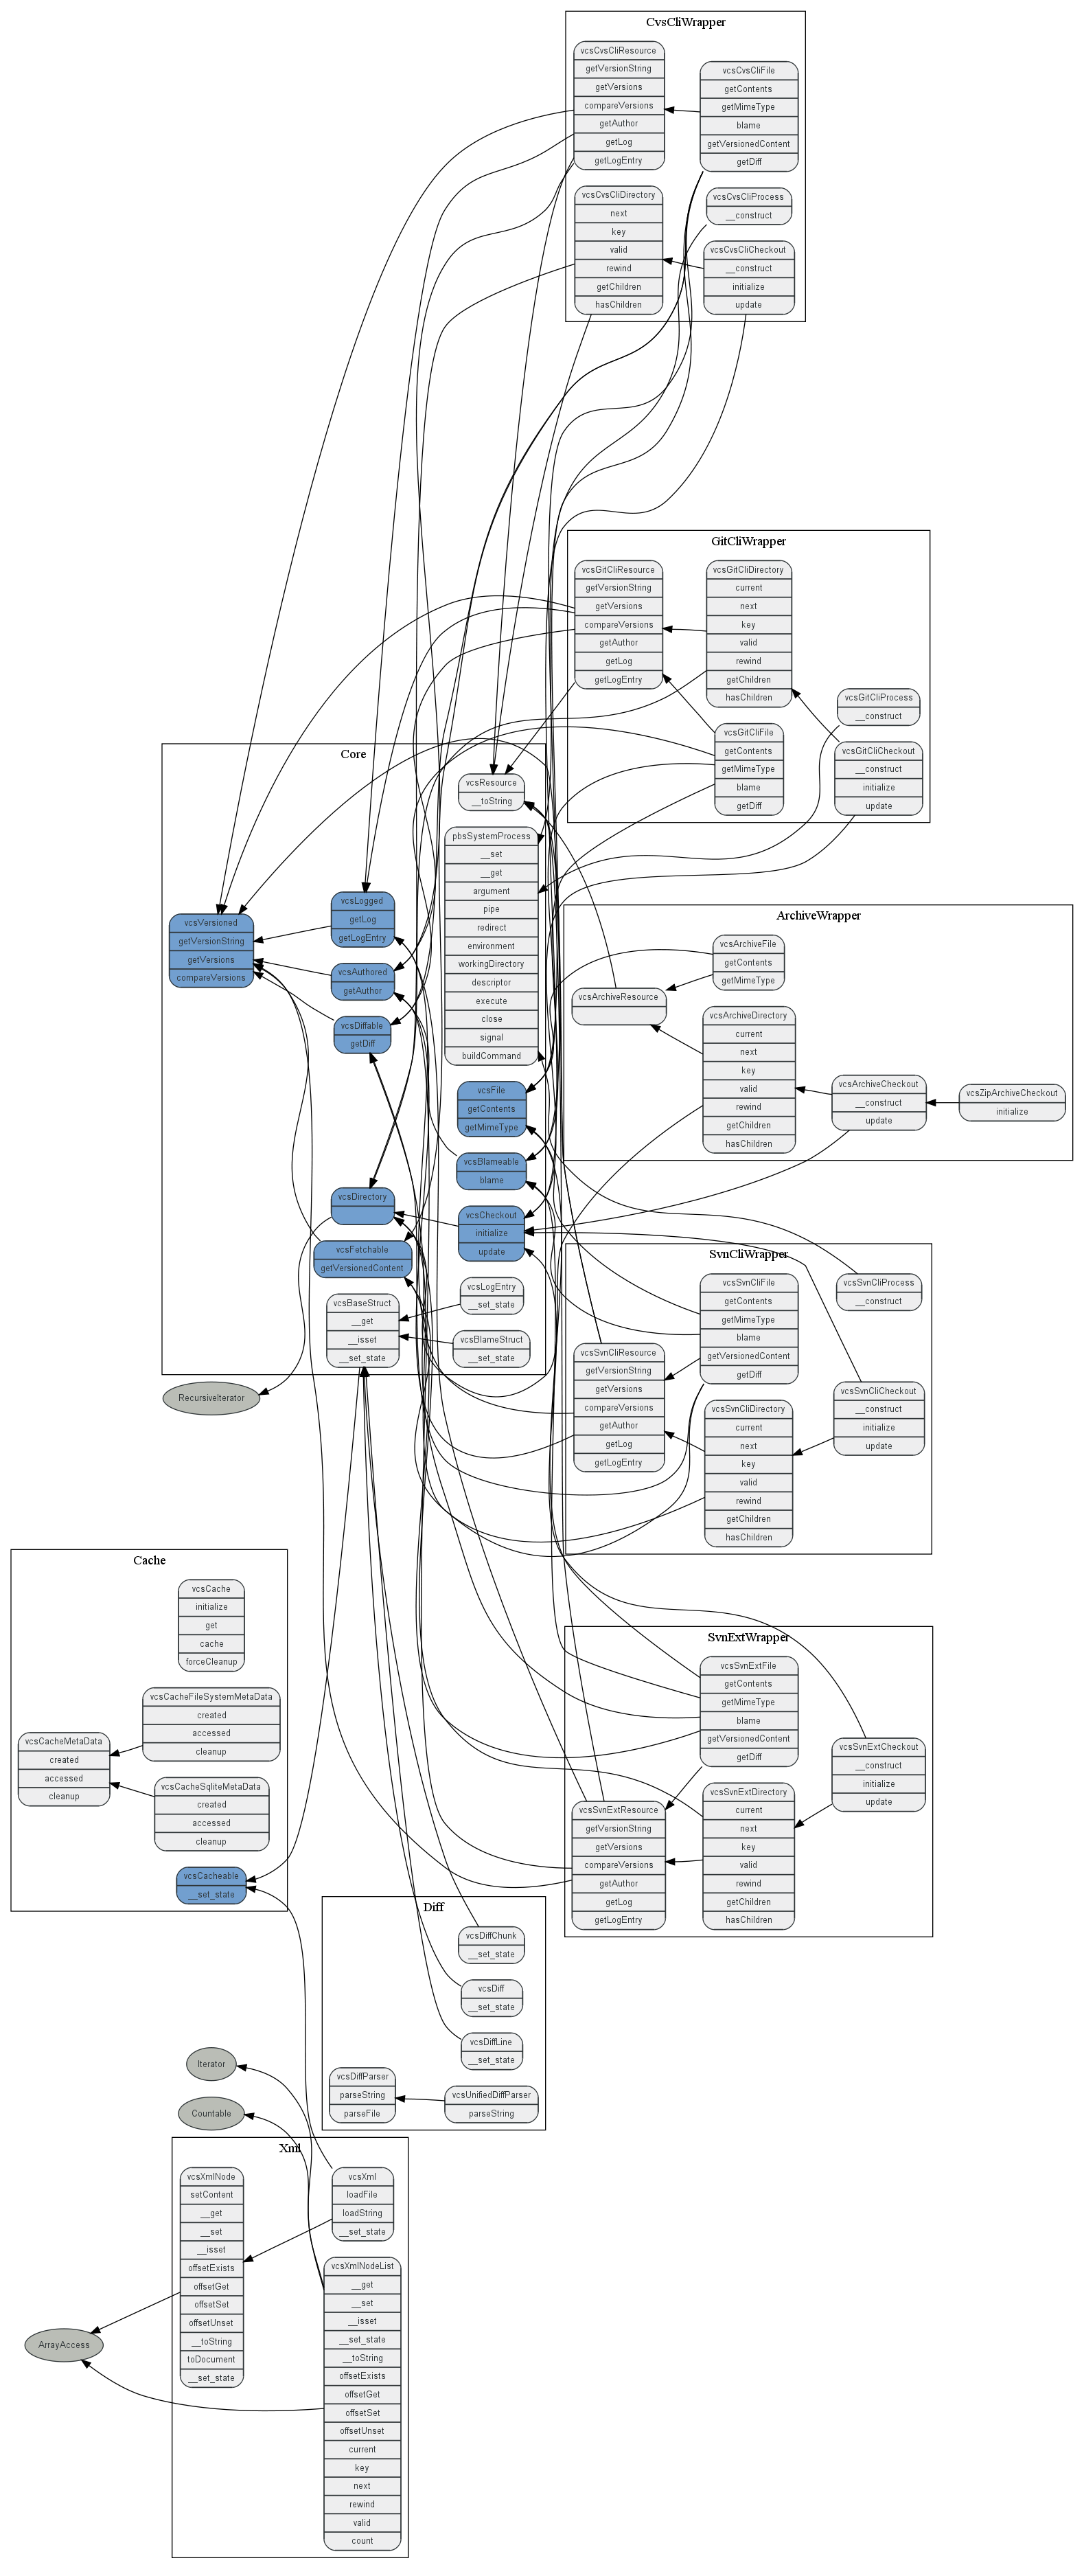 CvsCliWrapper
vcsCvsCliResource
getVersionString
getVersions
compareVersions
getAuthor
getLog
getLogEntry
vcsCvsCliFile
getContents
getMimeType
blame
getVersionedContent
getDiff
vcsCvsCliDirectory
next
key
valid
rewind
getChildren
hasChildren
vcsCvsCliProcess
__construct
vcsCvsCliCheckout
__construct
initialize
update
GitCliWrapper
vcsGitCliResource
getVersionString
getVersions
compareVersions
getAuthor
getLog
getLogEntry
vcsGitCliDirectory
current
next
key
valid
rewind
getChildren
hasChildren
vcsGitCliProcess
__construct
vcsGitCliFile
getContents
getMimeType
blame
getDiff
vcsGitCliCheckout
__construct
initialize
update
Core
vcsResource
__toString
pbsSystemProcess
__set
__get
argument
pipe
redirect
environment
workingDirectory
descriptor
execute
close
signal
buildCommand
vcsVersioned
getVersionString
getVersions
compareVersions
vcsLogged
getLog
getLogEntry
vcsAuthored
getAuthor
vcsDiffable
getDiff
vcsFile
getContents
getMimeType
vcsBlameable
blame
vcsDirectory
vcsCheckout
initialize
update
vcsFetchable
getVersionedContent
vcsBaseStruct
__get
__isset
__set_state
vcsLogEntry
__set_state
vcsBlameStruct
__set_state
RecursiveIterator
ArchiveWrapper
vcsArchiveFile
getContents
getMimeType
vcsArchiveResource
vcsArchiveDirectory
current
next
key
valid
rewind
getChildren
hasChildren
vcsArchiveCheckout
__construct
update
vcsZipArchiveCheckout
initialize
SvnCliWrapper
vcsSvnCliFile
getContents
getMimeType
blame
getVersionedContent
getDiff
vcsSvnCliProcess
__construct
vcsSvnCliResource
getVersionString
getVersions
compareVersions
getAuthor
getLog
getLogEntry
vcsSvnCliDirectory
current
next
key
valid
rewind
getChildren
hasChildren
vcsSvnCliCheckout
__construct
initialize
update
Cache
vcsCache
initialize
get
cache
forceCleanup
vcsCacheFileSystemMetaData
created
accessed
cleanup
vcsCacheMetaData
created
accessed
cleanup
vcsCacheSqliteMetaData
created
accessed
cleanup
vcsCacheable
__set_state
SvnExtWrapper
vcsSvnExtFile
getContents
getMimeType
blame
getVersionedContent
getDiff
vcsSvnExtCheckout
__construct
initialize
update
vcsSvnExtResource
getVersionString
getVersions
compareVersions
getAuthor
getLog
getLogEntry
vcsSvnExtDirectory
current
next
key
valid
rewind
getChildren
hasChildren
Diff
vcsDiffChunk
__set_state
vcsDiff
__set_state
vcsDiffLine
__set_state
vcsDiffParser
parseString
parseFile
vcsUnifiedDiffParser
parseString
Iterator
Countable
Xml
vcsXmlNode
setContent
__get
__set
__isset
offsetExists
offsetGet
offsetSet
offsetUnset
__toString
toDocument
__set_state
vcsXml
loadFile
loadString
__set_state
vcsXmlNodeList
__get
__set
__isset
__set_state
__toString
offsetExists
offsetGet
offsetSet
offsetUnset
current
key
next
rewind
valid
count
ArrayAccess